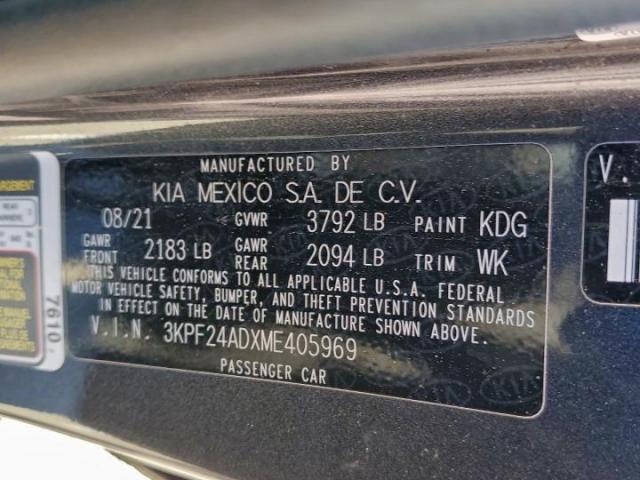 MANUFACTURED BY
KIA MEXICO S.A. DE C.V.
08/21 GVWR 3792 LB PAINT KDG
GAWR FRONT 2183 LB GAWR REAR 2094 LB TRIM WK
THIS VEHICLE CONFORMS TO ALL APPLICABLE U.S.A. FEDERAL
MOTOR VEHICLE SAFETY, BUMPER, AND THEFT PREVENTION STANDARDS
IN EFFECT ON THE DATE OF MANUFACTURE SHOWN ABOVE.
V.I.N. 3KPF24ADXME405969
PASSENGER CAR
7610
V.